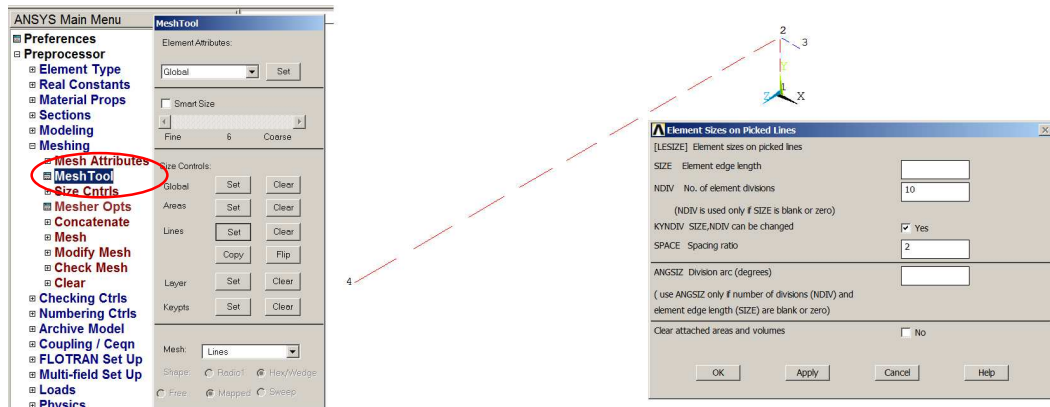 ANSYS Main Menu
Preferences
Preprocessor
Element Type
Real Constants
Material Props
Sections
Modeling
Meshing
Mesh Attributes
MeshTool
Size Cntrls
Mesher Opts
Concatenate
Mesh
Modify Mesh
Check Mesh
Clear
Checking Ctrls
Numbering Ctrls
Archive Model
Coupling / Ceqn
FLOTRAN Set Up
Multi-field Set Up
Loads
Physics
MeshTool
Element Attributes:
Global Set
Smart Size
Fine 6 Coarse
Size Controls:
Global Set Clear
Areas Set Clear
Lines Set Clear
Copy Flip
Layer Set Clear
Keypts Set Clear
Mesh: Lines
Shape: Hex/Wedge
Free Mapped Sweep
2
3
Y
1
Z X
4
Element Sizes on Picked Lines
[LESIZE] Element sizes on picked lines
SIZE Element edge length
NDIV No. of element divisions 10
(NDIV is used only if SIZE is blank or zero)
KYNDIV SIZE,NDIV can be changed Yes
SPACE Spacing ratio 2
ANGSIZ Division arc (degrees)
( use ANGSIZ only if number of divisions (NDIV) and
element edge length (SIZE) are blank or zero)
Clear attached areas and volumes No
OK Apply Cancel Help